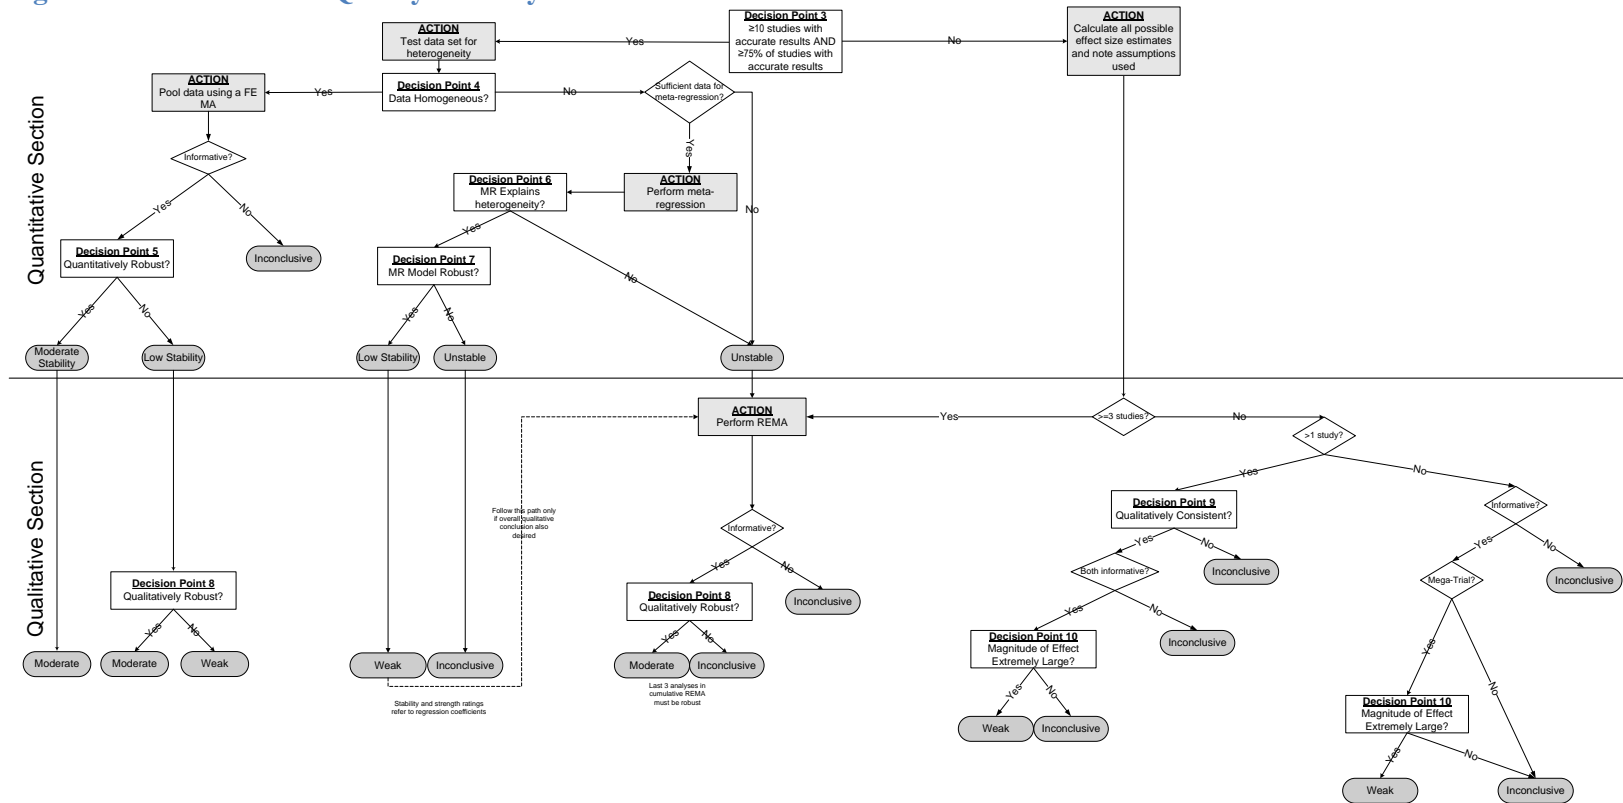 Decision Point 3
≥10 studies with
accurate results AND
≥75% of studies with
accurate results
Yes
No
ACTION
Test data set for
heterogeneity
ACTION
Calculate all possible
effect size estimates
and note assumptions
used
Quantitative Section
Decision Point 4
Data Homogeneous?
Yes
No
ACTION
Pool data using a FE
MA
Sufficient data for
meta-regression?
Yes
No
Informative?
Yes
No
ACTION
Perform meta-
regression
Decision Point 6
MR Explains
heterogeneity?
Yes
No
Decision Point 5
Quantitatively Robust?
Inconclusive
Decision Point 7
MR Model Robust?
Yes
No
Yes
No
Moderate
Stability
Low Stability
Low Stability
Unstable
Unstable
Qualitative Section
ACTION
Perform REMA
Yes
>=3 studies?
No
>1 study?
Yes
No
Follow this path only
if overall qualitative
conclusion also
desired
Informative?
Yes
No
Decision Point 9
Qualitatively Consistent?
Yes
No
Informative?
Yes
No
Decision Point 8
Qualitatively Robust?
Yes
No
Decision Point 8
Qualitatively Robust?
Yes
No
Inconclusive
Both informative?
Yes
No
Inconclusive
Mega-Trial?
Yes
No
Inconclusive
Moderate
Moderate
Weak
Weak
Inconclusive
Moderate
Inconclusive
Decision Point 10
Magnitude of Effect
Extremely Large?
Yes
No
Inconclusive
Stability and strength ratings
refer to regression coefficients
Last 3 analyses in
cumulative REMA
must be robust
Weak
Inconclusive
Decision Point 10
Magnitude of Effect
Extremely Large?
Yes
No
Weak
Inconclusive